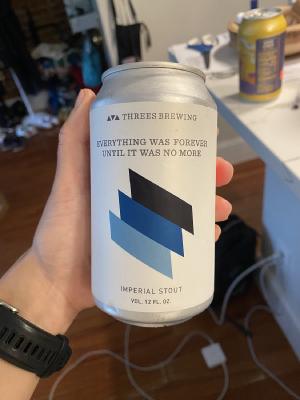 THREES BREWING
EVERYTHING WAS FOREVER
UNTIL IT WAS NO MORE
IMPERIAL STOUT
VOL. 12 FL. OZ.